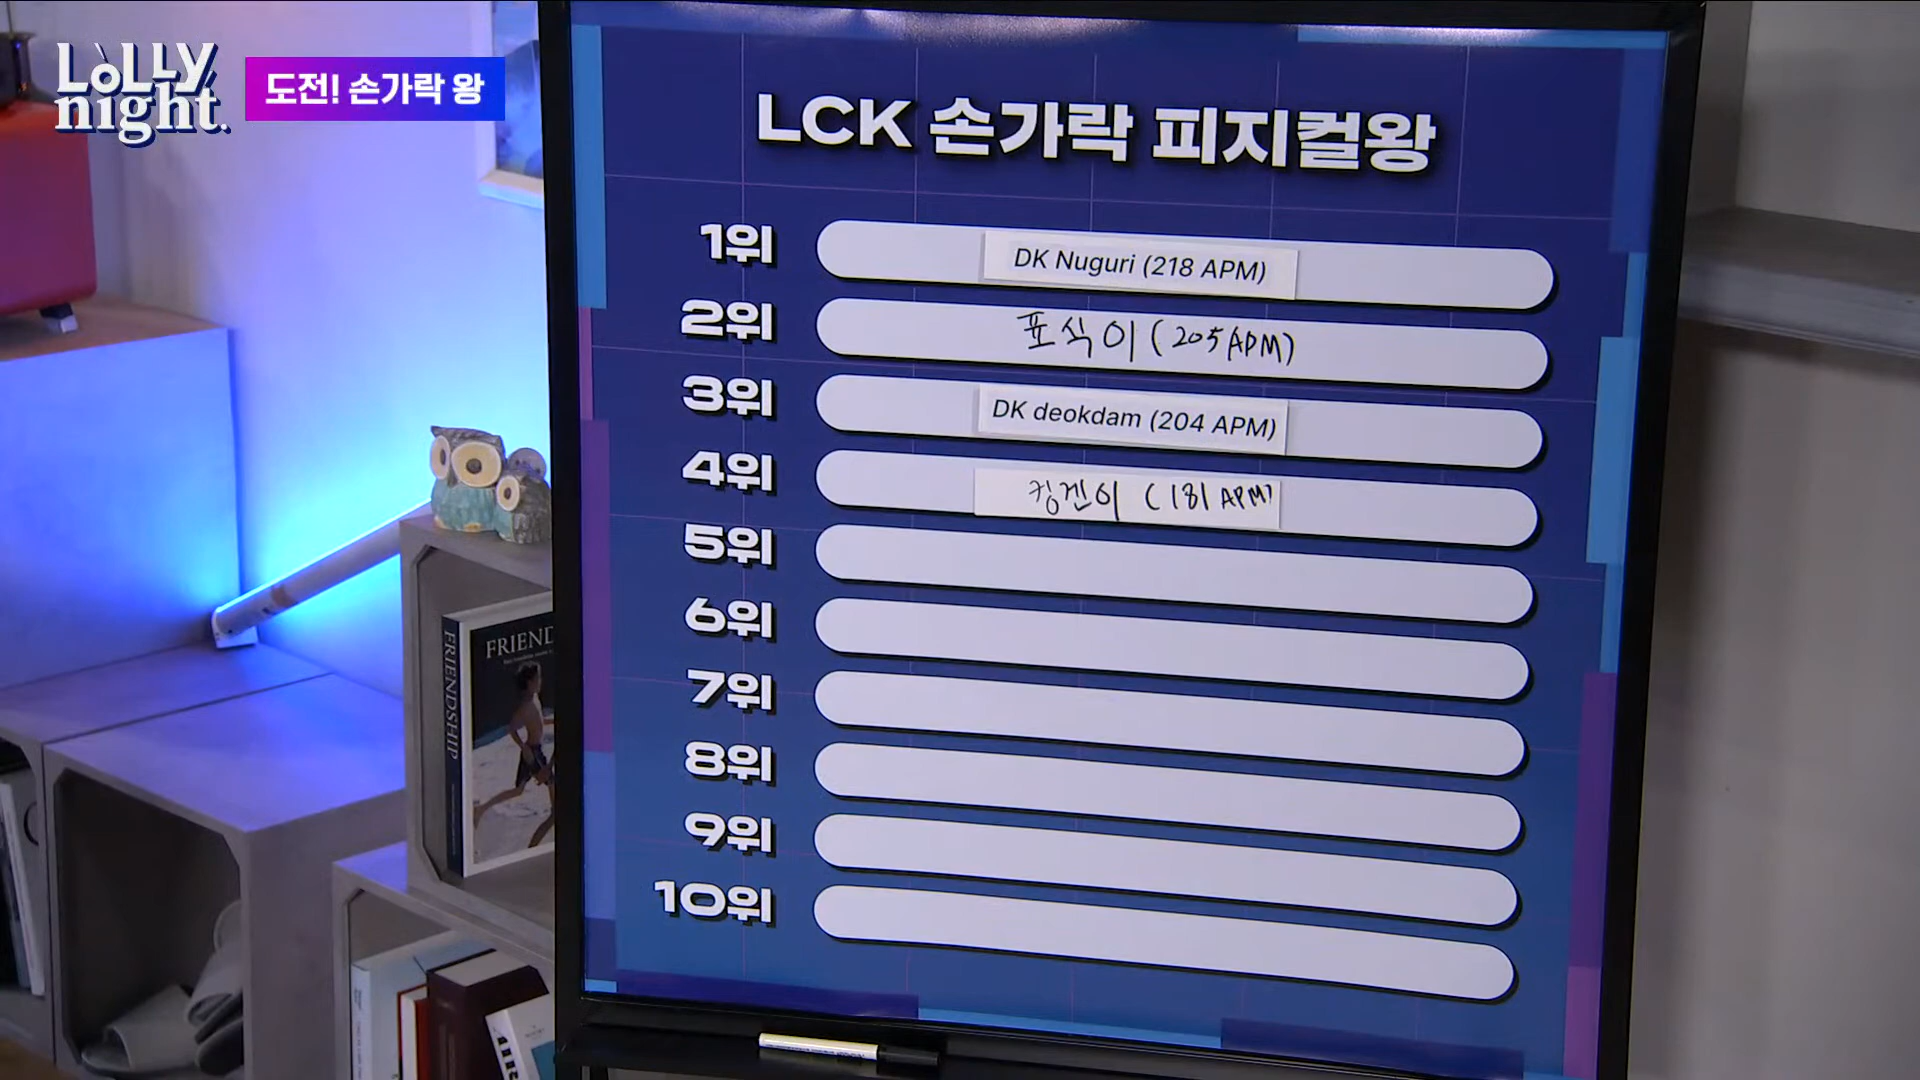 LOLLY
night.
도전! 손가락 왕
LCK 손가락 피지컬왕
1위 DK Nuguri (218 APM)
2위 표식이 (205 APM)
3위 DK deokdam (204 APM)
4위 킹겐이 (181 APM)
5위
6위
7위
8위
9위
10위
FRIENDSHIP